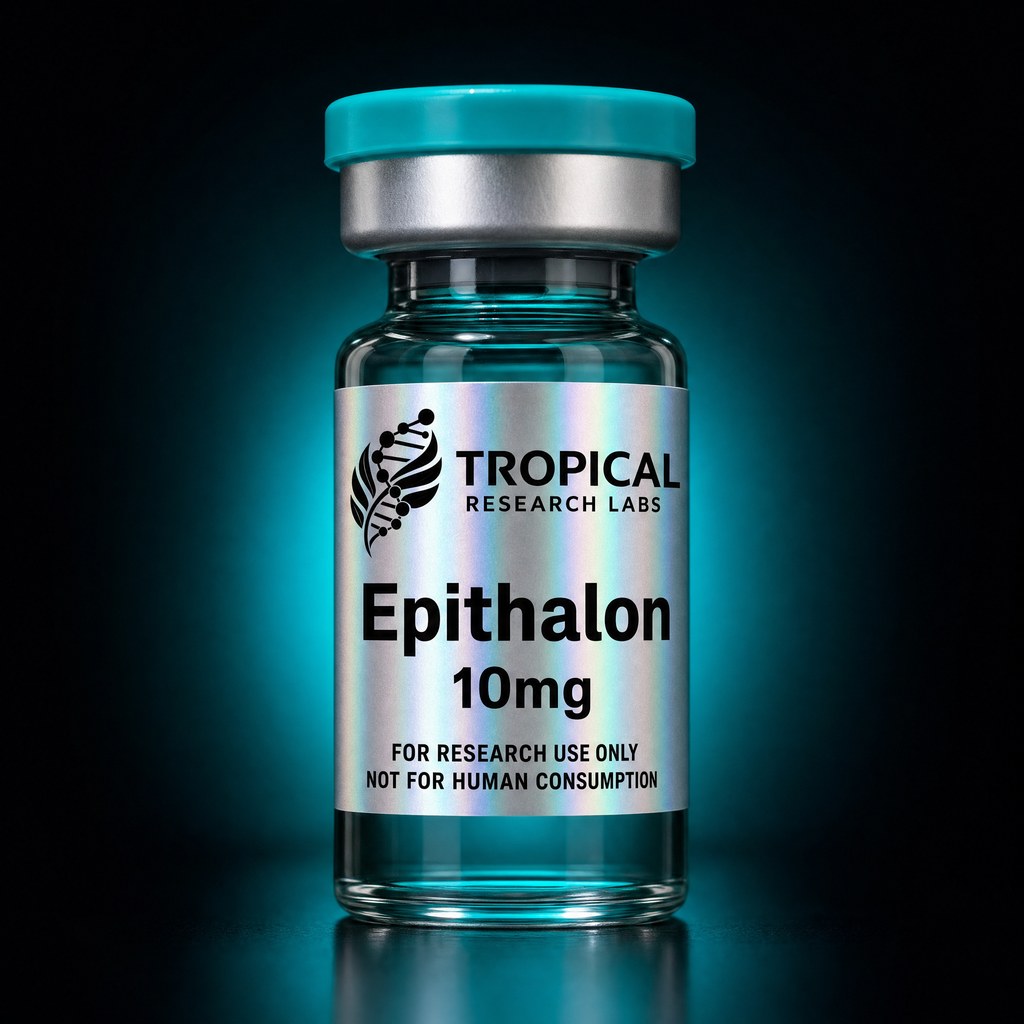 TROPICAL
RESEARCH LABS
Epithalon
10mg
FOR RESEARCH USE ONLY
NOT FOR HUMAN CONSUMPTION